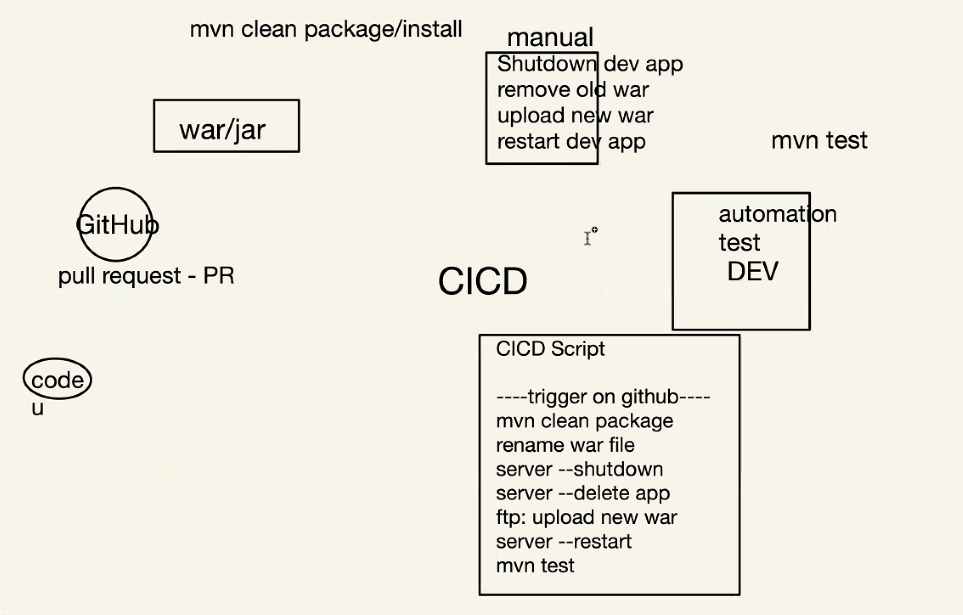 mvn clean package/install
manual
Shutdown dev app
remove old war
upload new war
restart dev app
war/jar
mvn test
GitHub
pull request - PR
automation
test
DEV
CICD
CICD Script
----trigger on github----
mvn clean package
rename war file
server --shutdown
server --delete app
ftp: upload new war
server --restart
mvn test
code
u